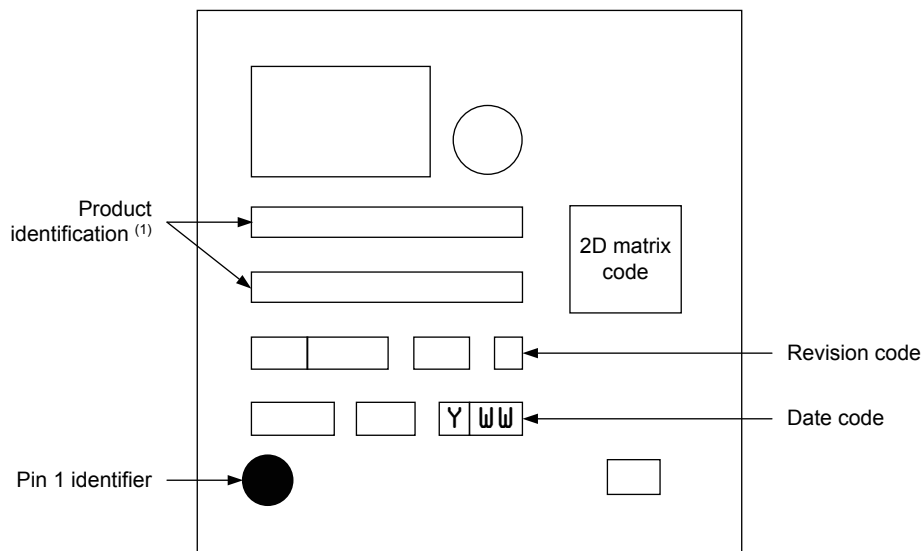 Product
identification (1)
2D matrix
code
Revision code
Y WW
Date code
Pin 1 identifier